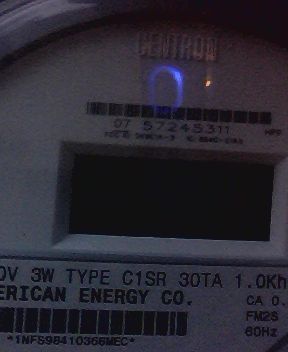 CENTRON
07 57245311
0V 3W TYPE C1SR 30TA 1.0Kh
ERICAN ENERGY CO.
CA 0.
FM2S
60Hz
*1NFS98410366MEC*